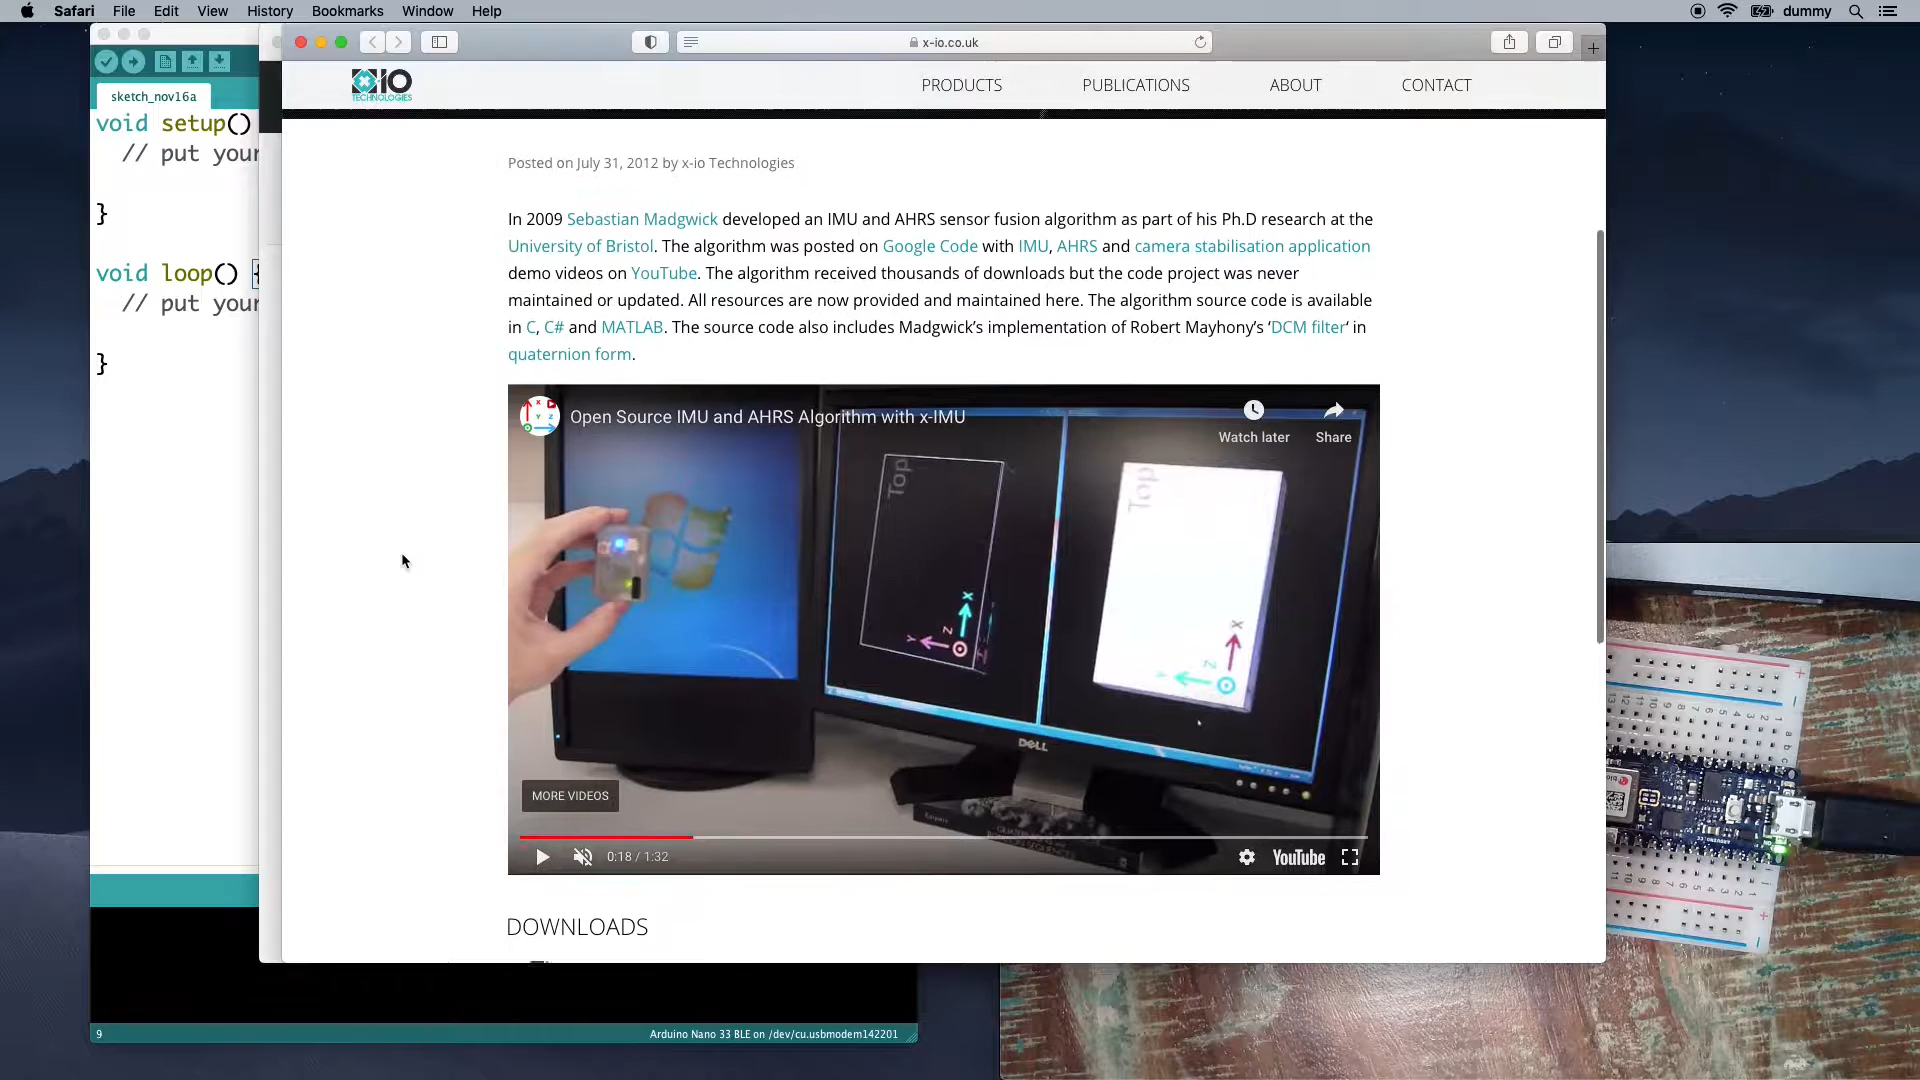 Safari File Edit View History Bookmarks Window Help dummy
x-io.co.uk
sketch_nov16a
void setup()
// put your
}
void loop() {
// put your
}
x-io TECHNOLOGIES PRODUCTS PUBLICATIONS ABOUT CONTACT
Posted on July 31, 2012 by x-io Technologies
In 2009 Sebastian Madgwick developed an IMU and AHRS sensor fusion algorithm as part of his Ph.D research at the
University of Bristol. The algorithm was posted on Google Code with IMU, AHRS and camera stabilisation application
demo videos on YouTube. The algorithm received thousands of downloads but the code project was never
maintained or updated. All resources are now provided and maintained here. The algorithm source code is available
in C, C# and MATLAB. The source code also includes Madgwick’s implementation of Robert Mayhony’s ‘DCM filter‘ in
quaternion form.
Open Source IMU and AHRS Algorithm with x-IMU
Watch later Share
Top Top
X
Y Z
X
Y Z
DELL
MORE VIDEOS
0:18 / 1:32 YouTube
DOWNLOADS
9 Arduino Nano 33 BLE on /dev/cu.usbmodem142201